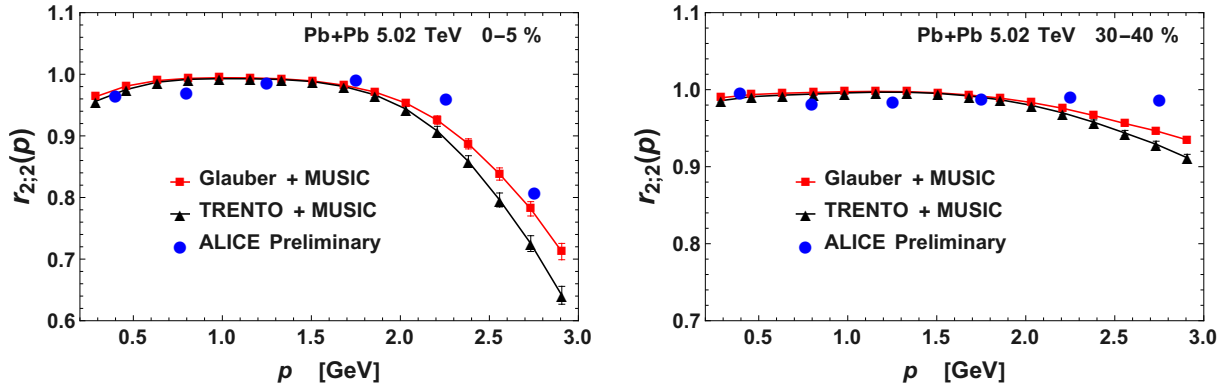 1.1
Pb+Pb 5.02 TeV 0−5 %
1.0
0.9
r2;2(p)
Glauber + MUSIC
0.8
TRENTO + MUSIC
ALICE Preliminary
0.7
0.6
0.5 1.0 1.5 2.0 2.5 3.0
p [GeV]
1.1
Pb+Pb 5.02 TeV 30−40 %
1.0
0.9
r2;2(p)
Glauber + MUSIC
TRENTO + MUSIC
ALICE Preliminary
0.8
0.7
0.5 1.0 1.5 2.0 2.5 3.0
p [GeV]